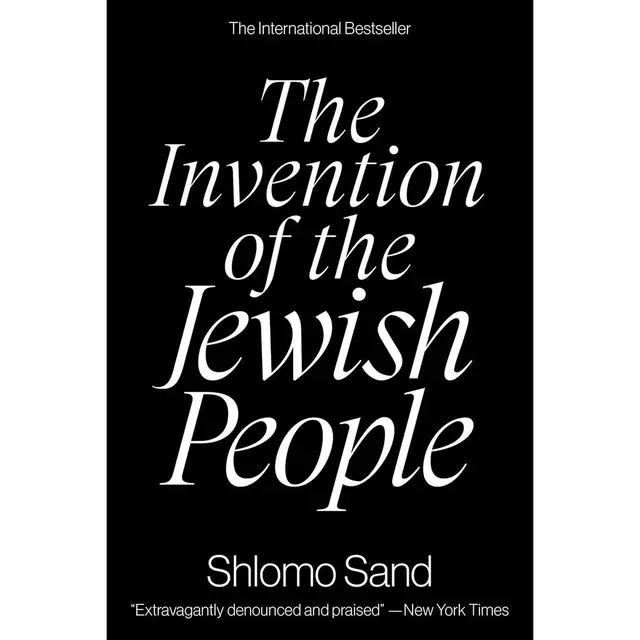 The International Bestseller
The
Invention
of the
Jewish
People
Shlomo Sand
“Extravagantly denounced and praised” —New York Times